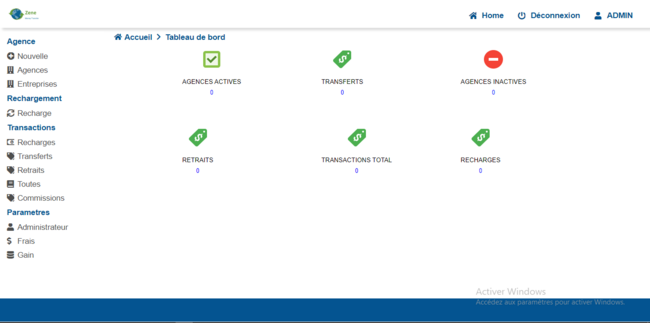 Zena
Home Déconnexion ADMIN
Agence
Nouvelle
Agences
Entreprises
Rechargement
Recharge
Transactions
Recharges
Transferts
Retraits
Toutes
Commissions
Parametres
Administrateur
Frais
Gain
Accueil > Tableau de bord
AGENCES ACTIVES
0
TRANSFERTS
0
AGENCES INACTIVES
0
RETRAITS
0
TRANSACTIONS TOTAL
0
RECHARGES
0
Activer Windows
Accédez aux paramètres pour activer Windows.